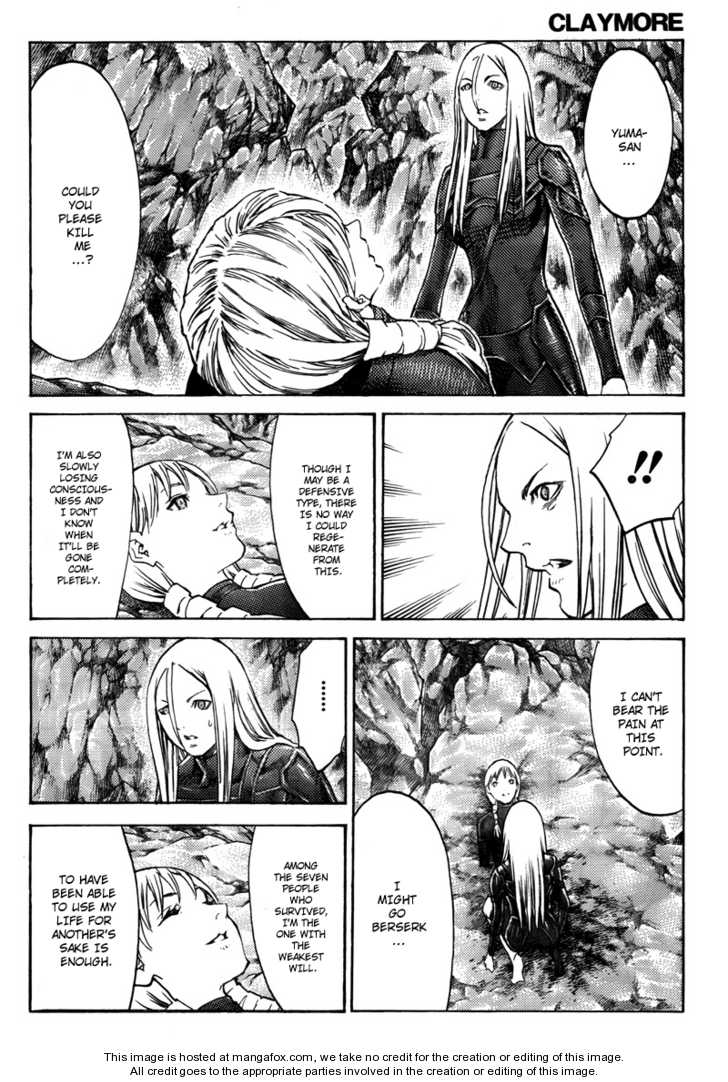 CLAYMORE
YUMA-
SAN
...
COULD
YOU
PLEASE
KILL
ME
...?
!!
THOUGH I
MAY BE A
DEFENSIVE
TYPE, THERE
IS NO WAY
I COULD
REGE-
NERATE
FROM
THIS.
I'M ALSO
SLOWLY
LOSING
CONSCIOUS-
NESS AND
I DON'T
KNOW
WHEN
IT'LL BE
GONE
COM-
PLETELY.
I CAN'T
BEAR THE
PAIN AT
THIS
POINT.
I
MIGHT
GO
BERSERK
...
......
AMONG
THE SEVEN
PEOPLE
WHO
SURVIVED,
I'M THE
ONE WITH
THE
WEAKEST
WILL.
TO HAVE
BEEN ABLE
TO USE MY
LIFE FOR
ANOTHER'S
SAKE IS
ENOUGH.
This image is hosted at mangafox.com, we take no credit for the creation or editing of this image.
All credit goes to the appropriate parties involved in the creation or editing of this image.